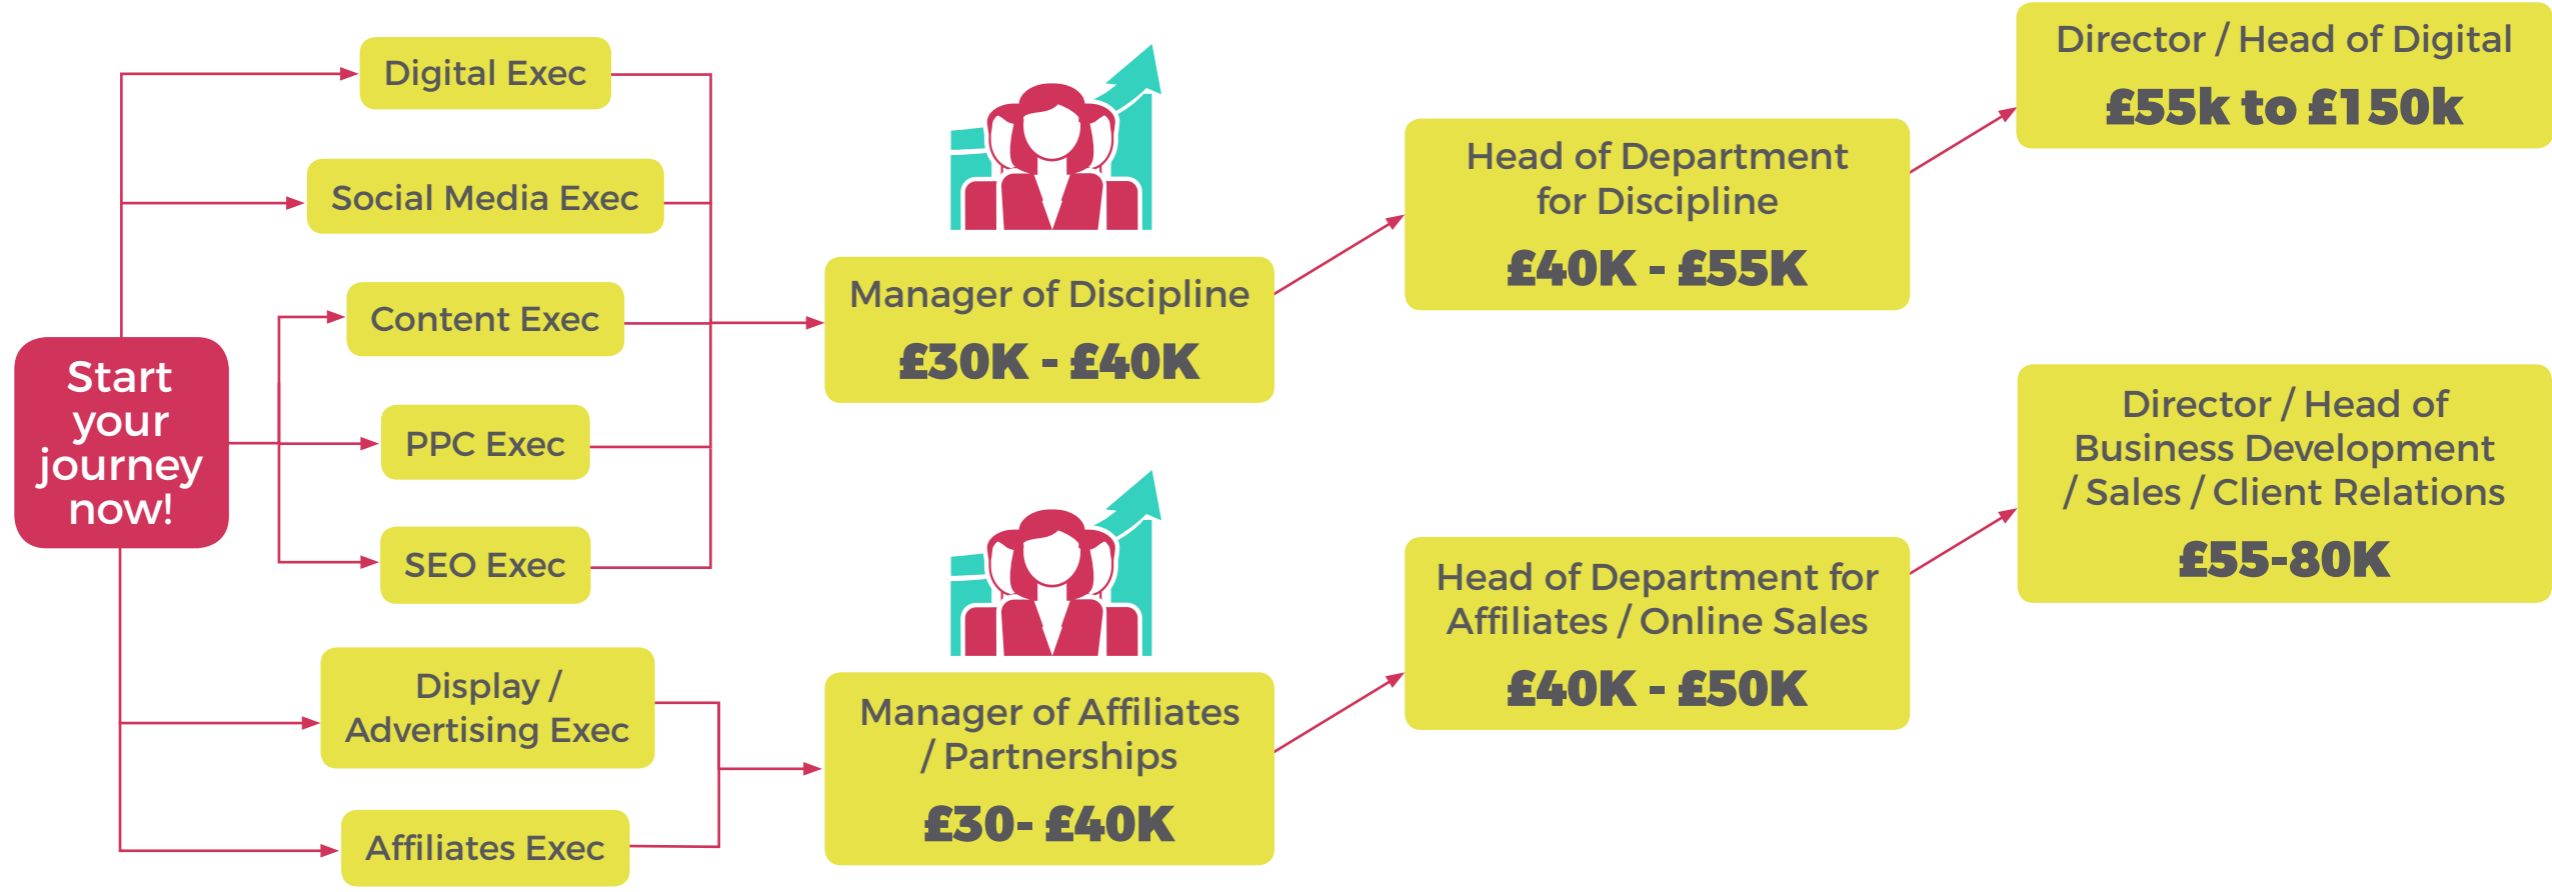 Start
your
journey
now!
Digital Exec
Social Media Exec
Content Exec
PPC Exec
SEO Exec
Display /
Advertising Exec
Affiliates Exec
Manager of Discipline
£30K - £40K
Manager of Affiliates
/ Partnerships
£30- £40K
Head of Department
for Discipline
£40K - £55K
Head of Department for
Affiliates / Online Sales
£40K - £50K
Director / Head of Digital
£55k to £150k
Director / Head of
Business Development
/ Sales / Client Relations
£55-80K